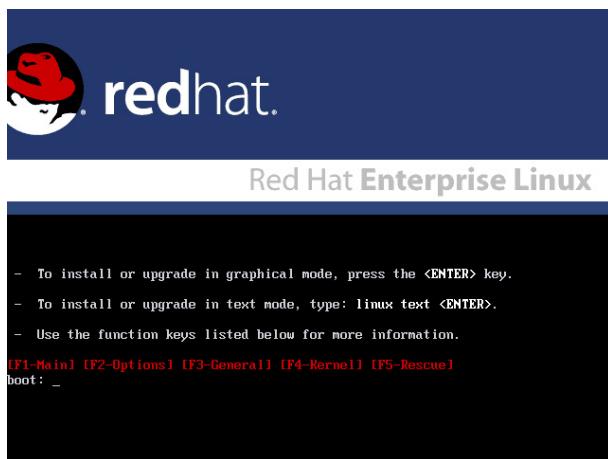 redhat.
Red Hat Enterprise Linux
- To install or upgrade in graphical mode, press the <ENTER> key.
- To install or upgrade in text mode, type: linux text <ENTER>.
- Use the function keys listed below for more information.
[F1-Main] [F2-Options] [F3-General] [F4-Kernel] [F5-Rescue]
boot: _